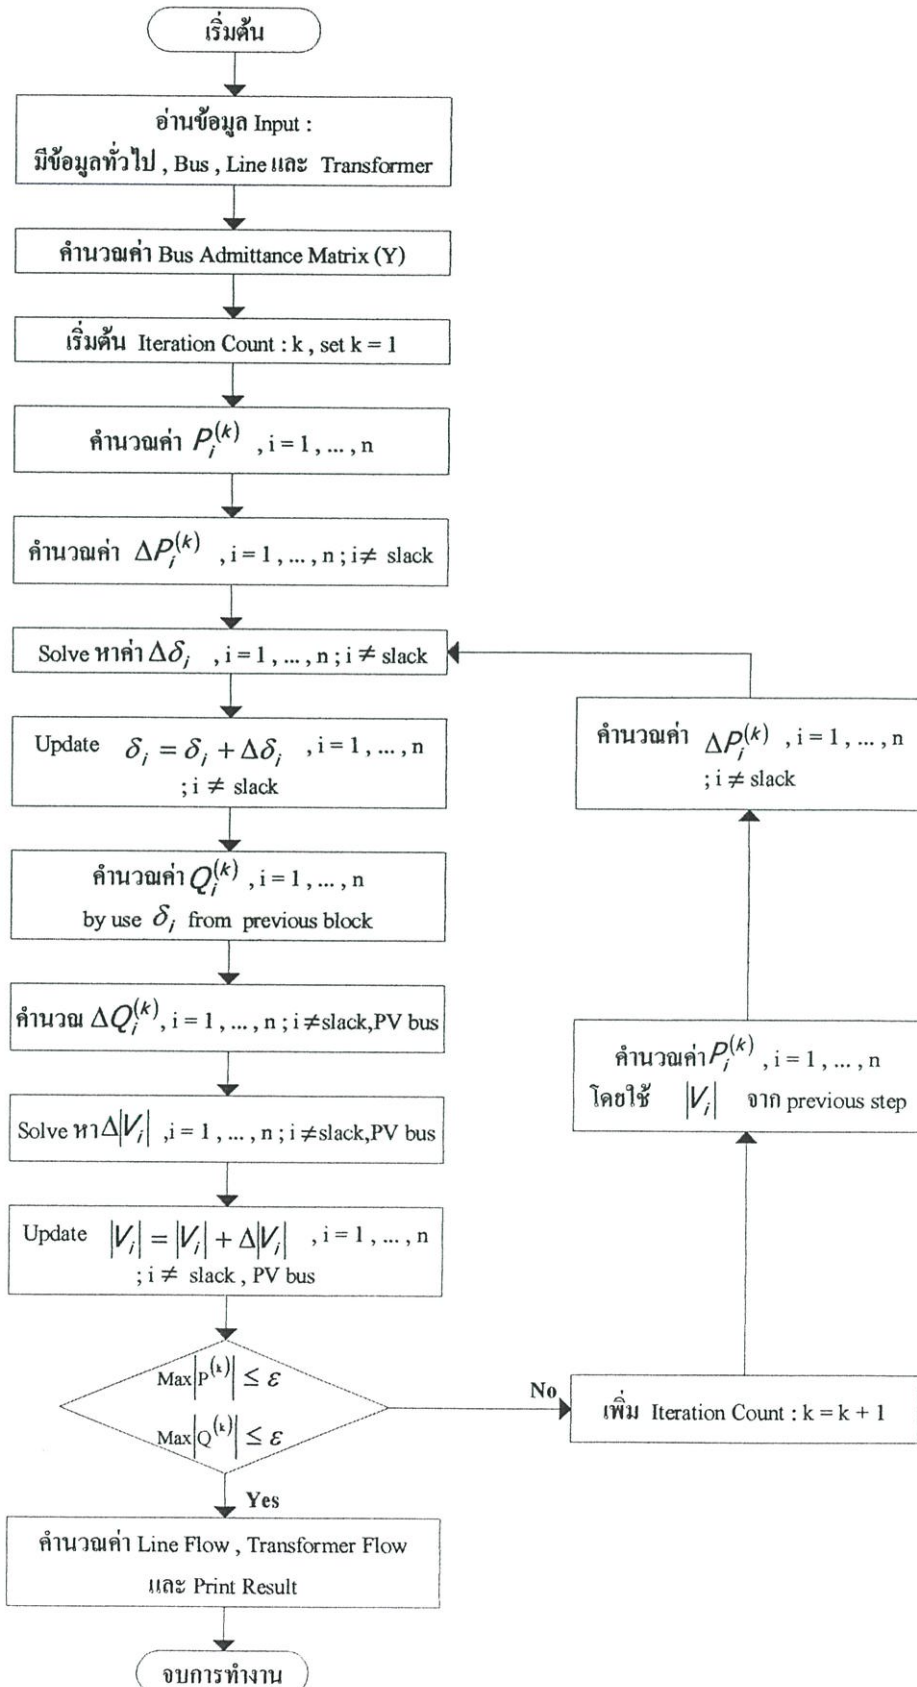 เริ่มต้น
อ่านข้อมูล Input :
มีข้อมูลทั่วไป , Bus , Line และ Transformer
คำนวณค่า Bus Admittance Matrix (Y)
เริ่มต้น Iteration Count : k , set k = 1
คำนวณค่า P_i^{(k)} , i = 1 , ... , n
คำนวณค่า ΔP_i^{(k)} , i = 1 , ... , n ; i ≠ slack
Solve หาค่า Δδ_i , i = 1 , ... , n ; i ≠ slack
Update δ_i = δ_i + Δδ_i , i = 1 , ... , n
; i ≠ slack
คำนวณค่า Q_i^{(k)} , i = 1 , ... , n
by use δ_i from previous block
คำนวณ ΔQ_i^{(k)}, i = 1 , ... , n ; i ≠ slack,PV bus
Solve หา Δ|V_i| ,i = 1 , ... , n ; i ≠ slack,PV bus
Update |V_i| = |V_i| + Δ|V_i| , i = 1 , ... , n
; i ≠ slack , PV bus
Max|P^{(k)}| ≤ ε
Max|Q^{(k)}| ≤ ε
No
เพิ่ม Iteration Count : k = k + 1
คำนวณค่า P_i^{(k)} , i = 1 , ... , n
โดยใช้ |V_i| จาก previous step
คำนวณค่า ΔP_i^{(k)} , i = 1 , ... , n
; i ≠ slack
Yes
คำนวณค่า Line Flow , Transformer Flow
และ Print Result
จบการทำงาน